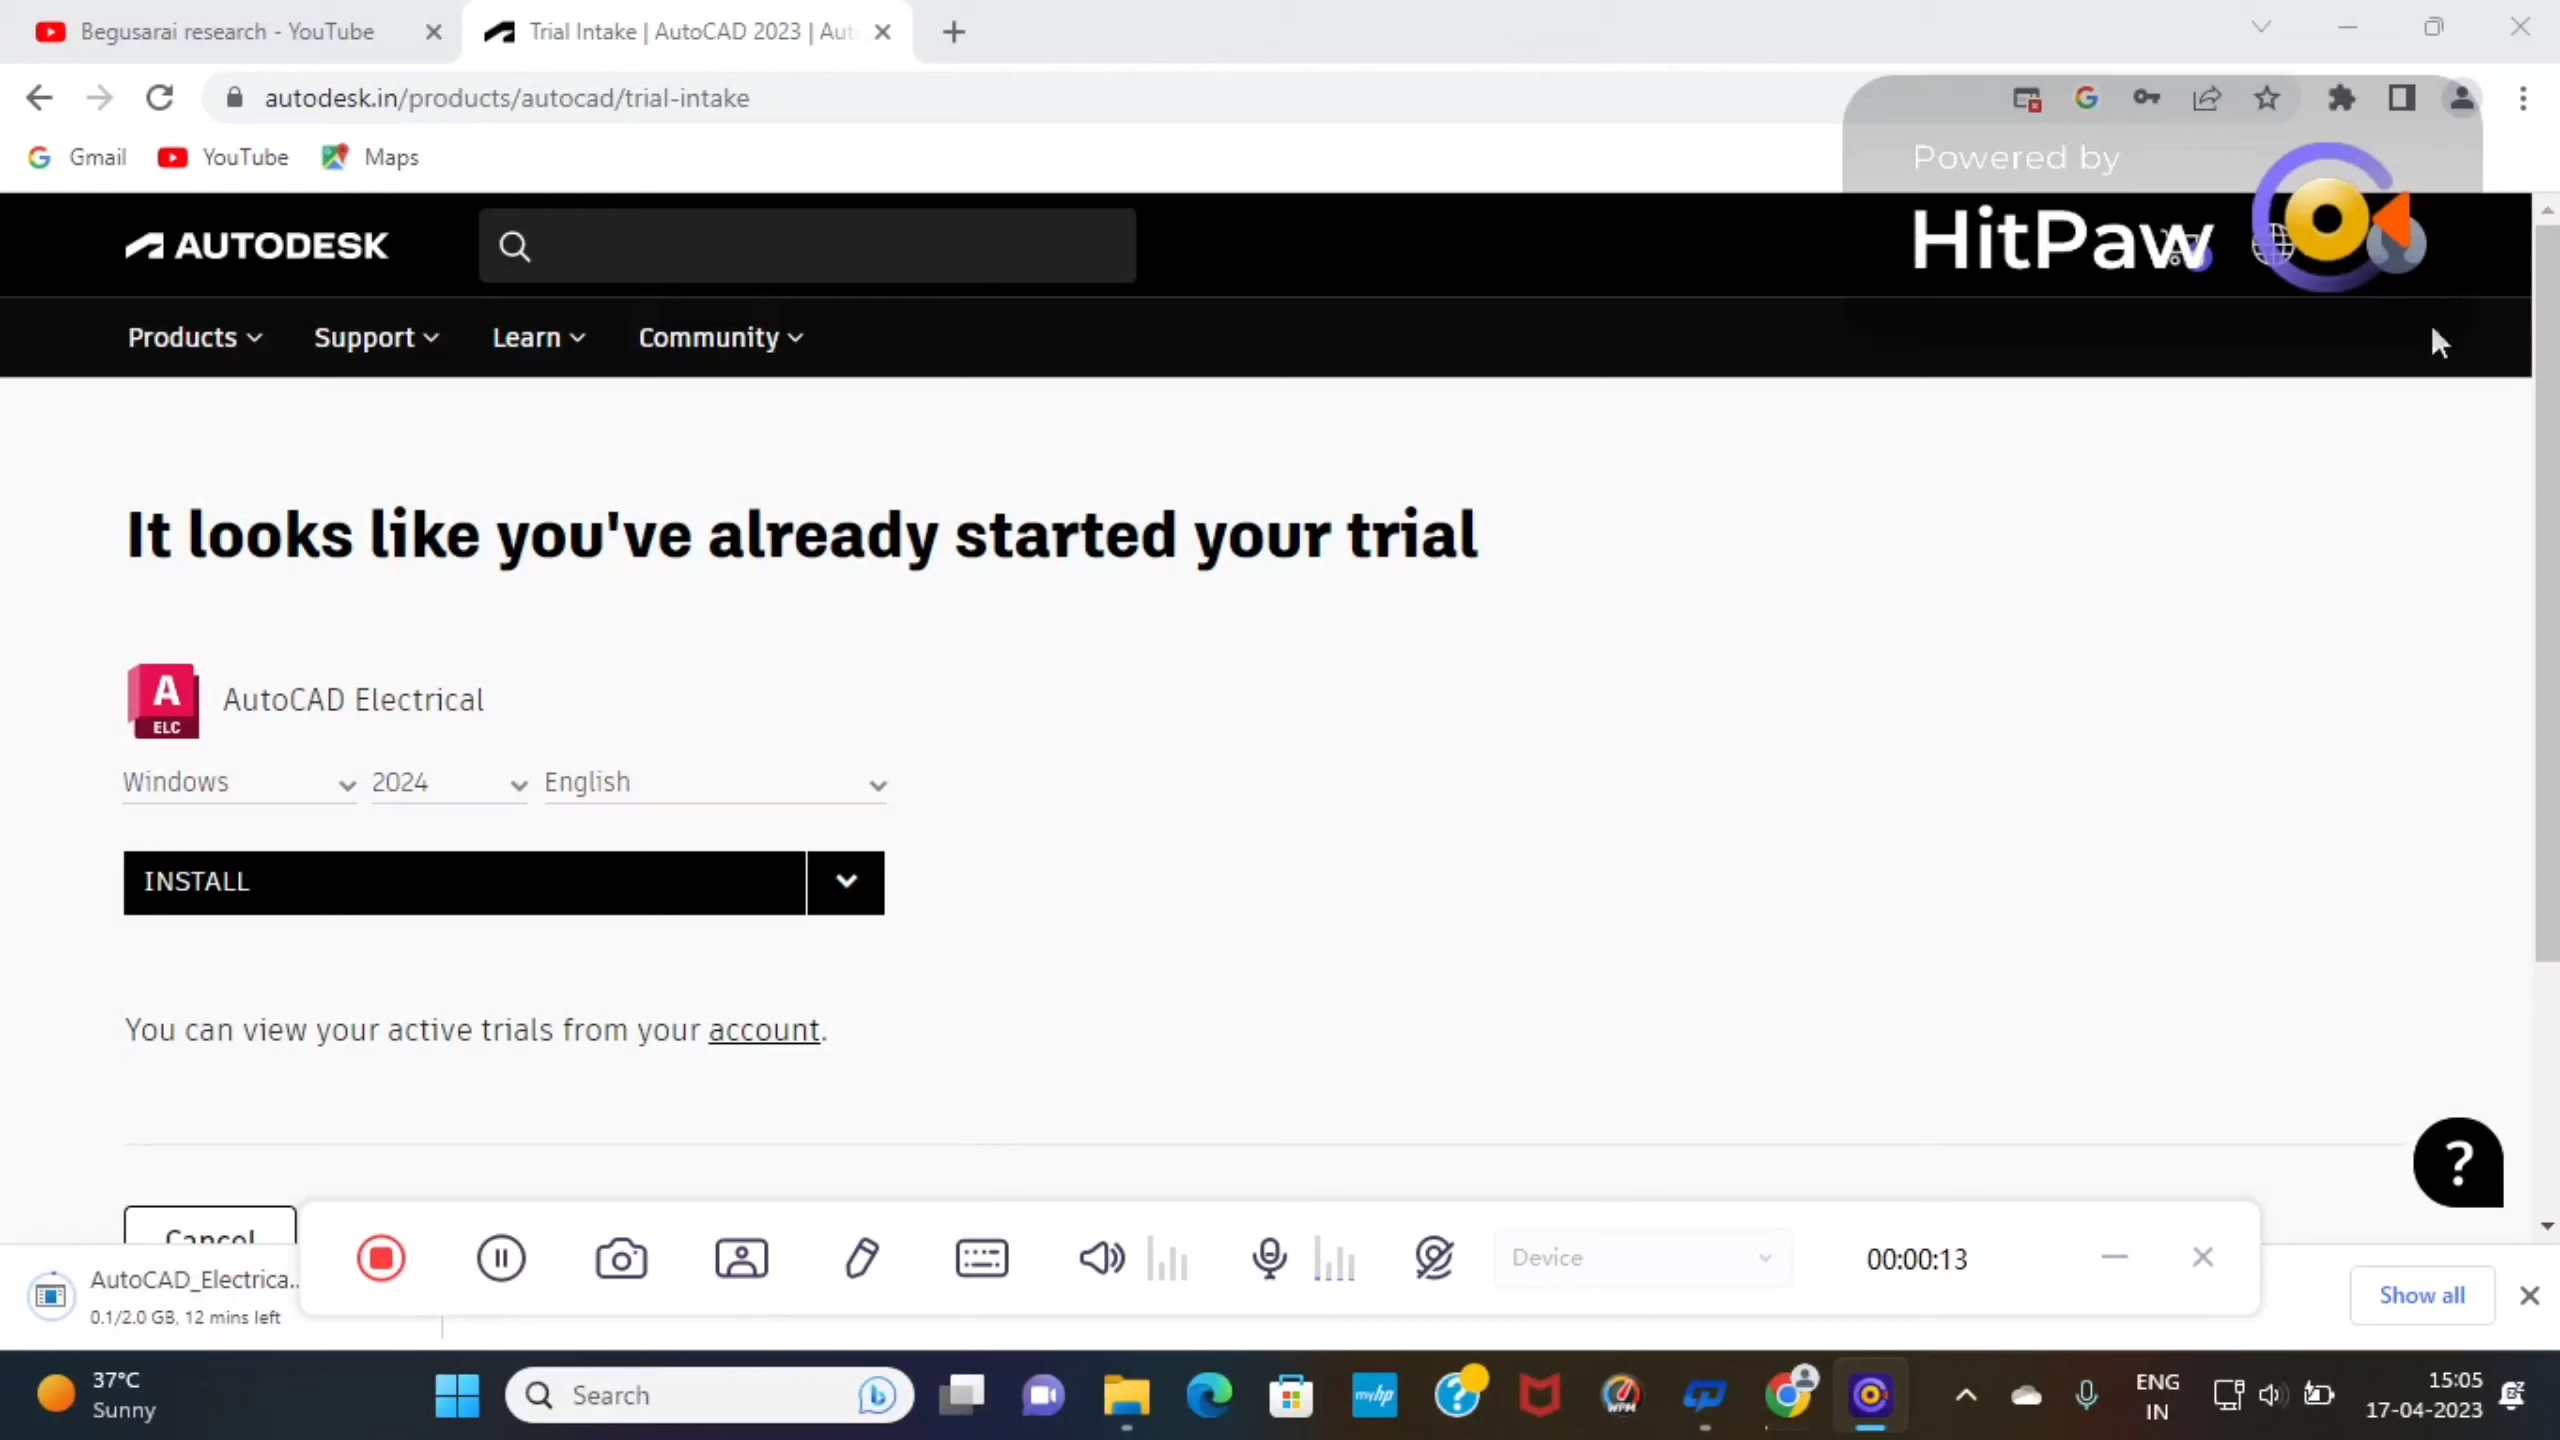 Begusarai research - YouTube
Trial Intake | AutoCAD 2023 | Aut
autodesk.in/products/autocad/trial-intake
Gmail
YouTube
Maps
Powered by
HitPaw
AUTODESK
Products
Support
Learn
Community
It looks like you've already started your trial
A
ELC
AutoCAD Electrical
Windows
2024
English
INSTALL
You can view your active trials from your account.
?
Cancel
AutoCAD_Electrica...
0.1/2.0 GB, 12 mins left
Device
00:00:13
Show all
37°C
Sunny
Search
myhp
WPM
ENG
IN
15:05
17-04-2023